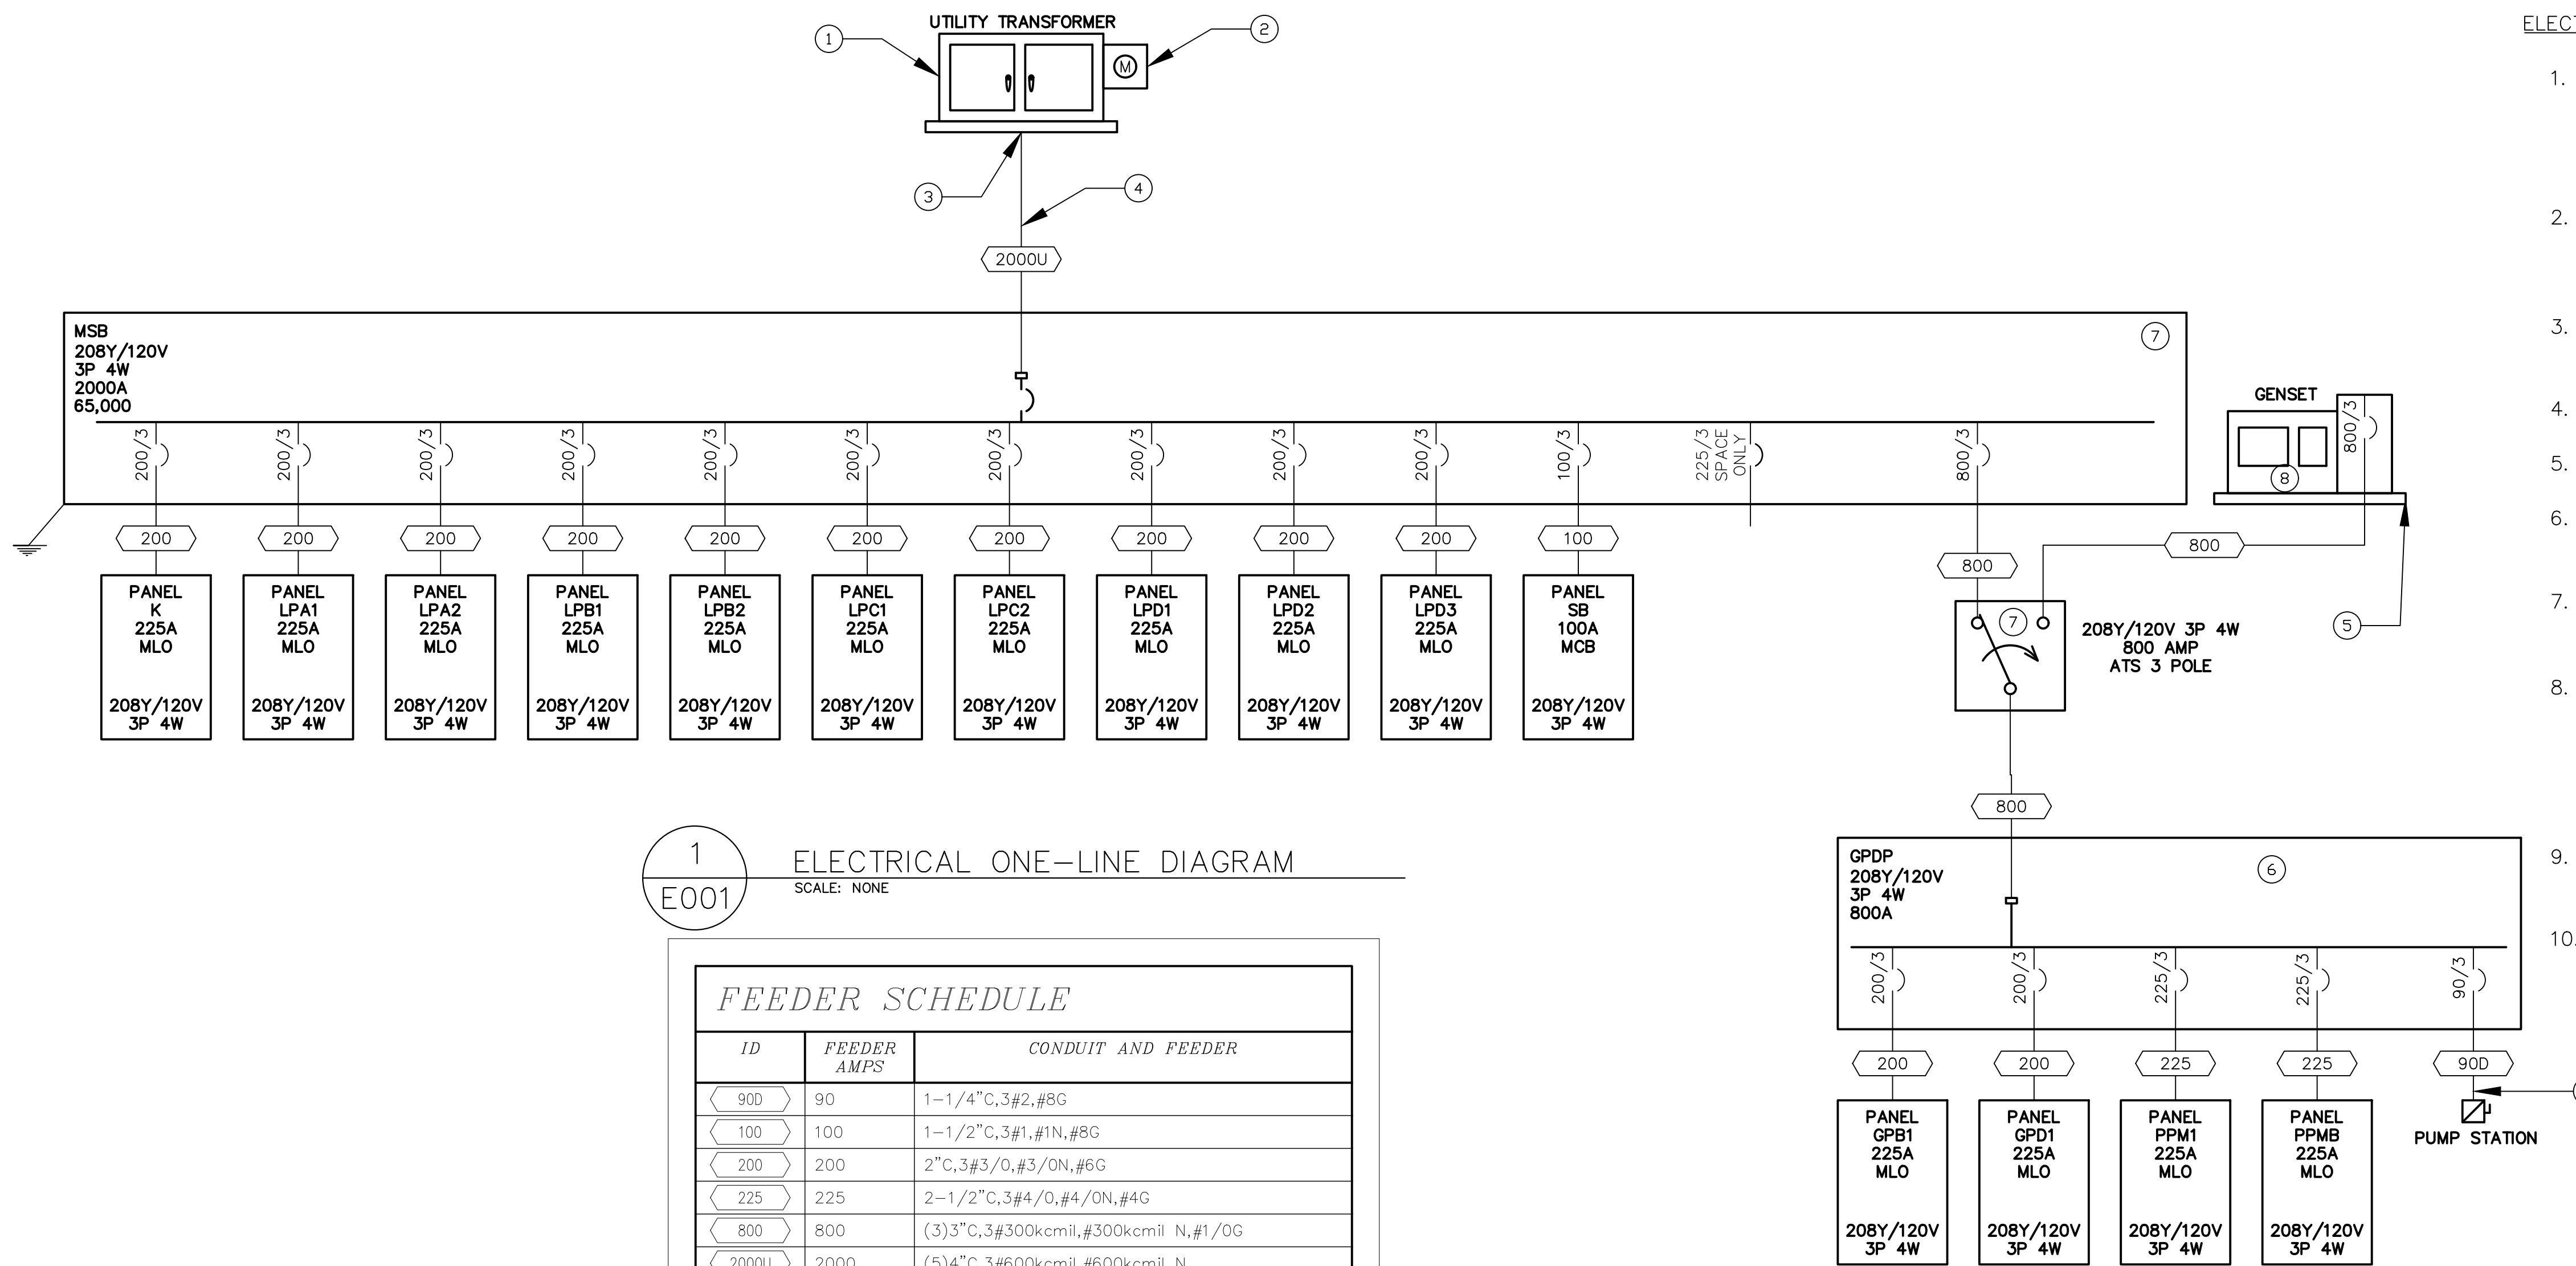 UTILITY TRANSFORMER
1
2
M
3
4
2000U
MSB
208Y/120V
3P 4W
2000A
65,000
7
200/3
200/3
200/3
200/3
200/3
200/3
200/3
200/3
200/3
200/3
100/3
225/3
SPACE
ONLY
800/3
200
200
200
200
200
200
200
200
200
200
100
PANEL
K
225A
MLO
208Y/120V
3P 4W
PANEL
LPA1
225A
MLO
208Y/120V
3P 4W
PANEL
LPA2
225A
MLO
208Y/120V
3P 4W
PANEL
LPB1
225A
MLO
208Y/120V
3P 4W
PANEL
LPB2
225A
MLO
208Y/120V
3P 4W
PANEL
LPC1
225A
MLO
208Y/120V
3P 4W
PANEL
LPC2
225A
MLO
208Y/120V
3P 4W
PANEL
LPD1
225A
MLO
208Y/120V
3P 4W
PANEL
LPD2
225A
MLO
208Y/120V
3P 4W
PANEL
LPD3
225A
MLO
208Y/120V
3P 4W
PANEL
SB
100A
MCB
208Y/120V
3P 4W
GENSET
800/3
8
800
800
5
7
208Y/120V 3P 4W
800 AMP
ATS 3 POLE
800
GPDP
208Y/120V
3P 4W
800A
6
200/3
200/3
225/3
225/3
90/3
200
200
225
225
90D
PANEL
GPB1
225A
MLO
208Y/120V
3P 4W
PANEL
GPD1
225A
MLO
208Y/120V
3P 4W
PANEL
PPM1
225A
MLO
208Y/120V
3P 4W
PANEL
PPMB
225A
MLO
208Y/120V
3P 4W
PUMP STATION
1
E001
ELECTRICAL ONE-LINE DIAGRAM
SCALE: NONE
FEEDER SCHEDULE
ID FEEDER AMPS CONDUIT AND FEEDER
90D 90 1-1/4"C,3#2,#8G
100 100 1-1/2"C,3#1,#1N,#8G
200 200 2"C,3#3/0,#3/0N,#6G
225 225 2-1/2"C,3#4/0,#4/0N,#4G
800 800 (3)3"C,3#300kcmil,#300kcmil N,#1/0G
2000U 2000 (5)4"C,3#600kcmil,#600kcmil N
ELECT
1.
2.
3.
4.
5.
6.
7.
8.
9.
10.